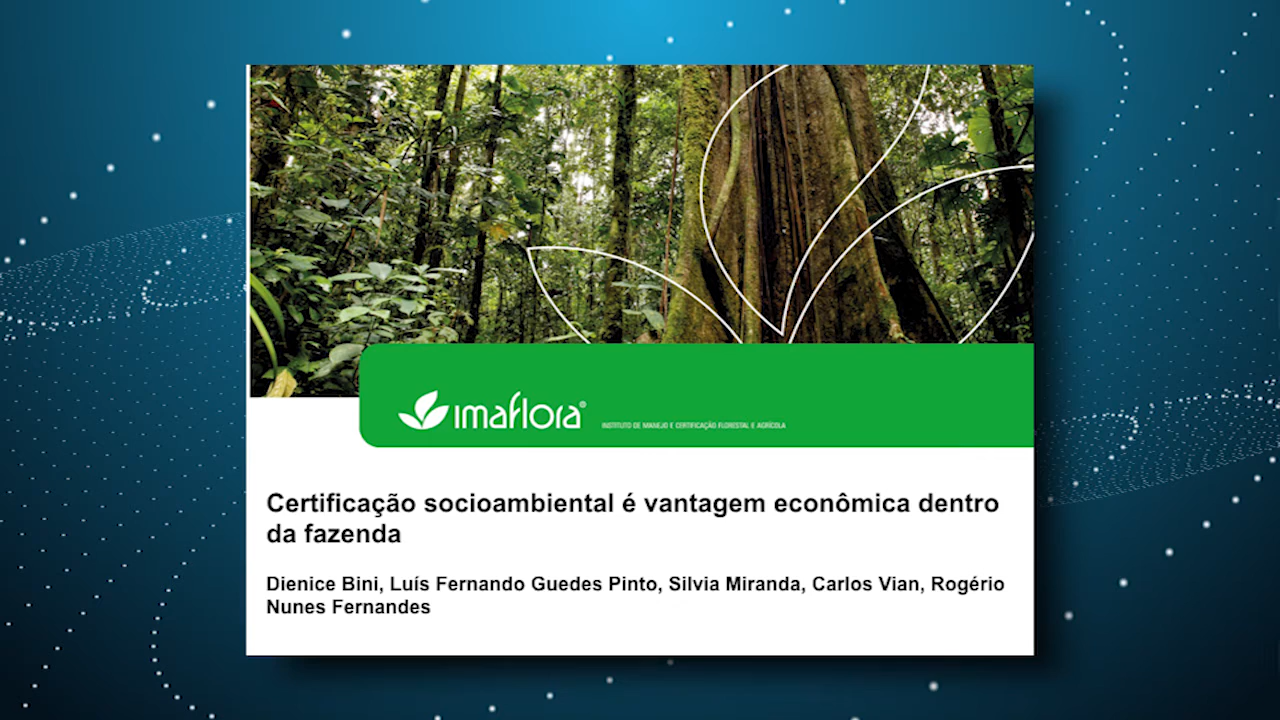 imaflora®
INSTITUTO DE MANEJO E CERTIFICAÇÃO FLORESTAL E AGRÍCOLA
Certificação socioambiental é vantagem econômica dentro
da fazenda
Dienice Bini, Luís Fernando Guedes Pinto, Silvia Miranda, Carlos Vian, Rogério
Nunes Fernandes